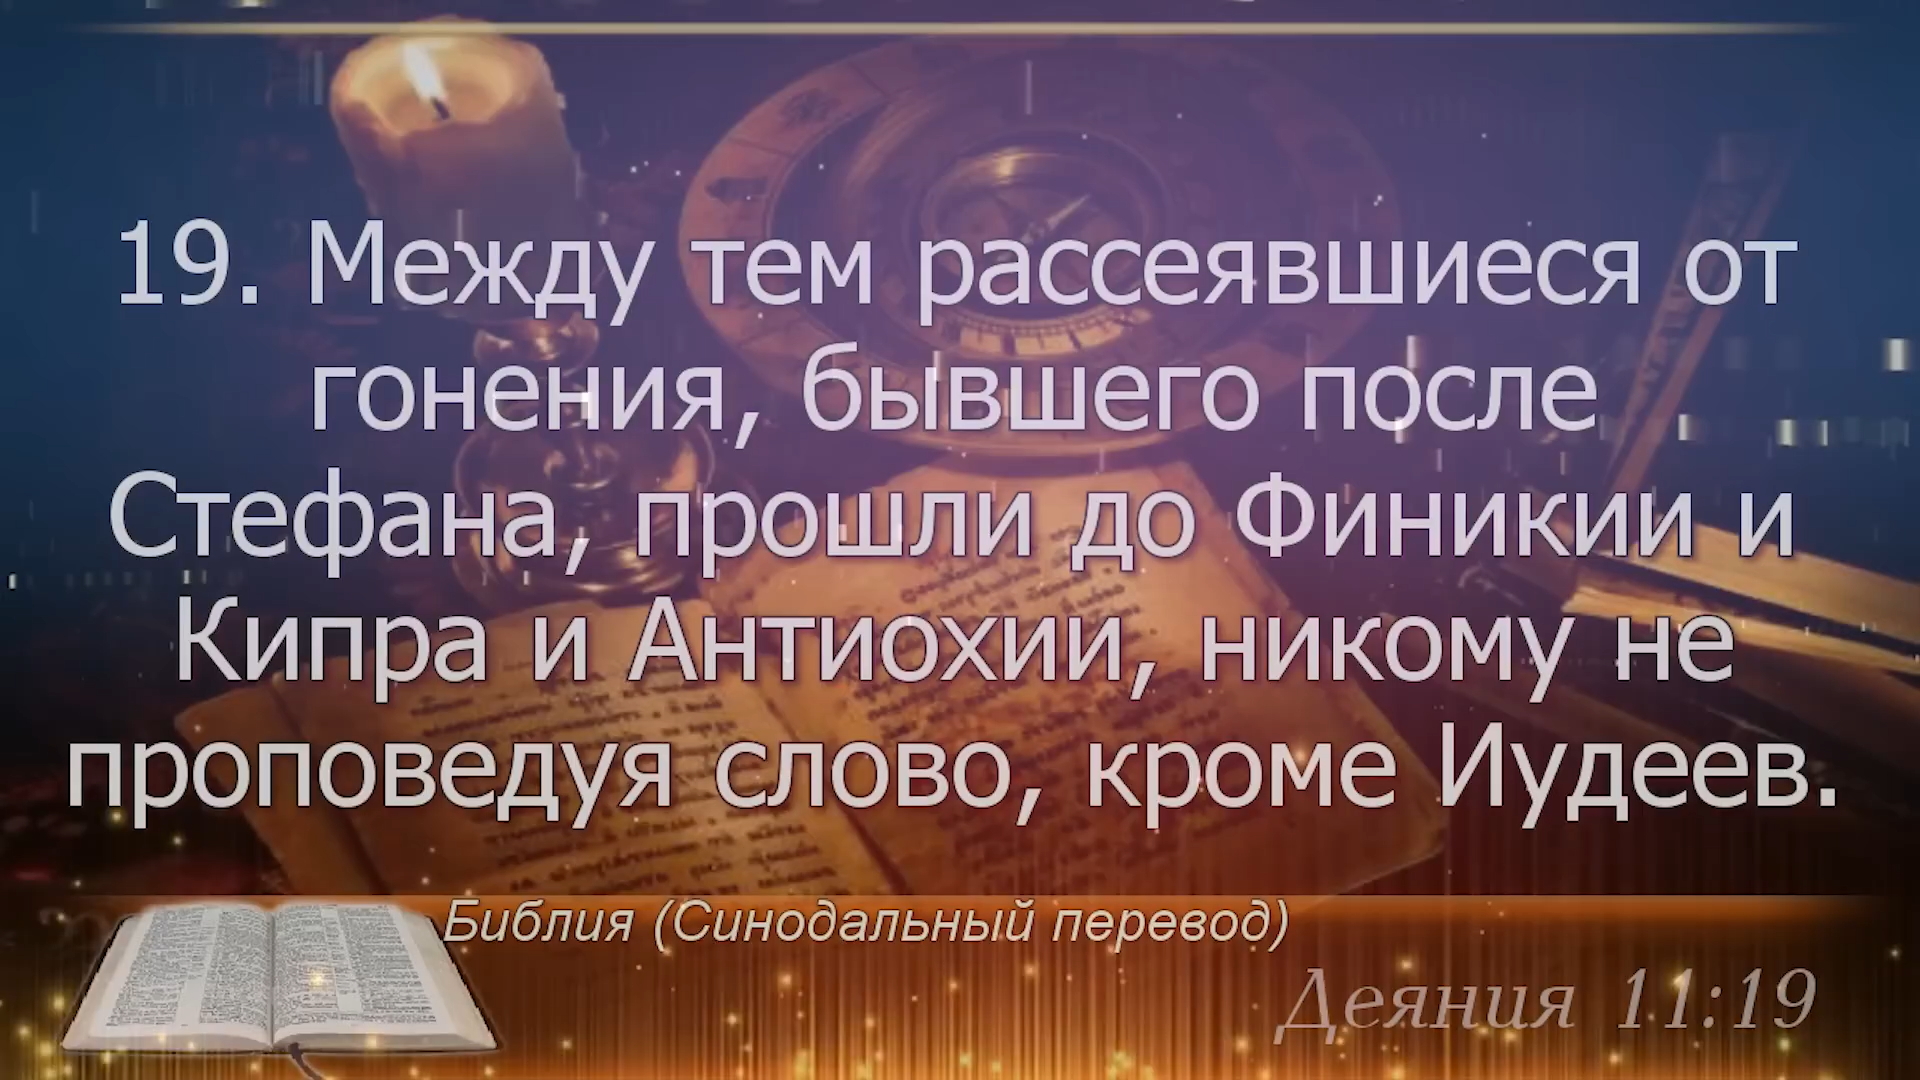 19. Между тем рассеявшиеся от
гонения, бывшего после
Стефана, прошли до Финикии и
Кипра и Антиохии, никому не
проповедуя слово, кроме Иудеев.
Библия (Синодальный перевод)
Деяния 11:19